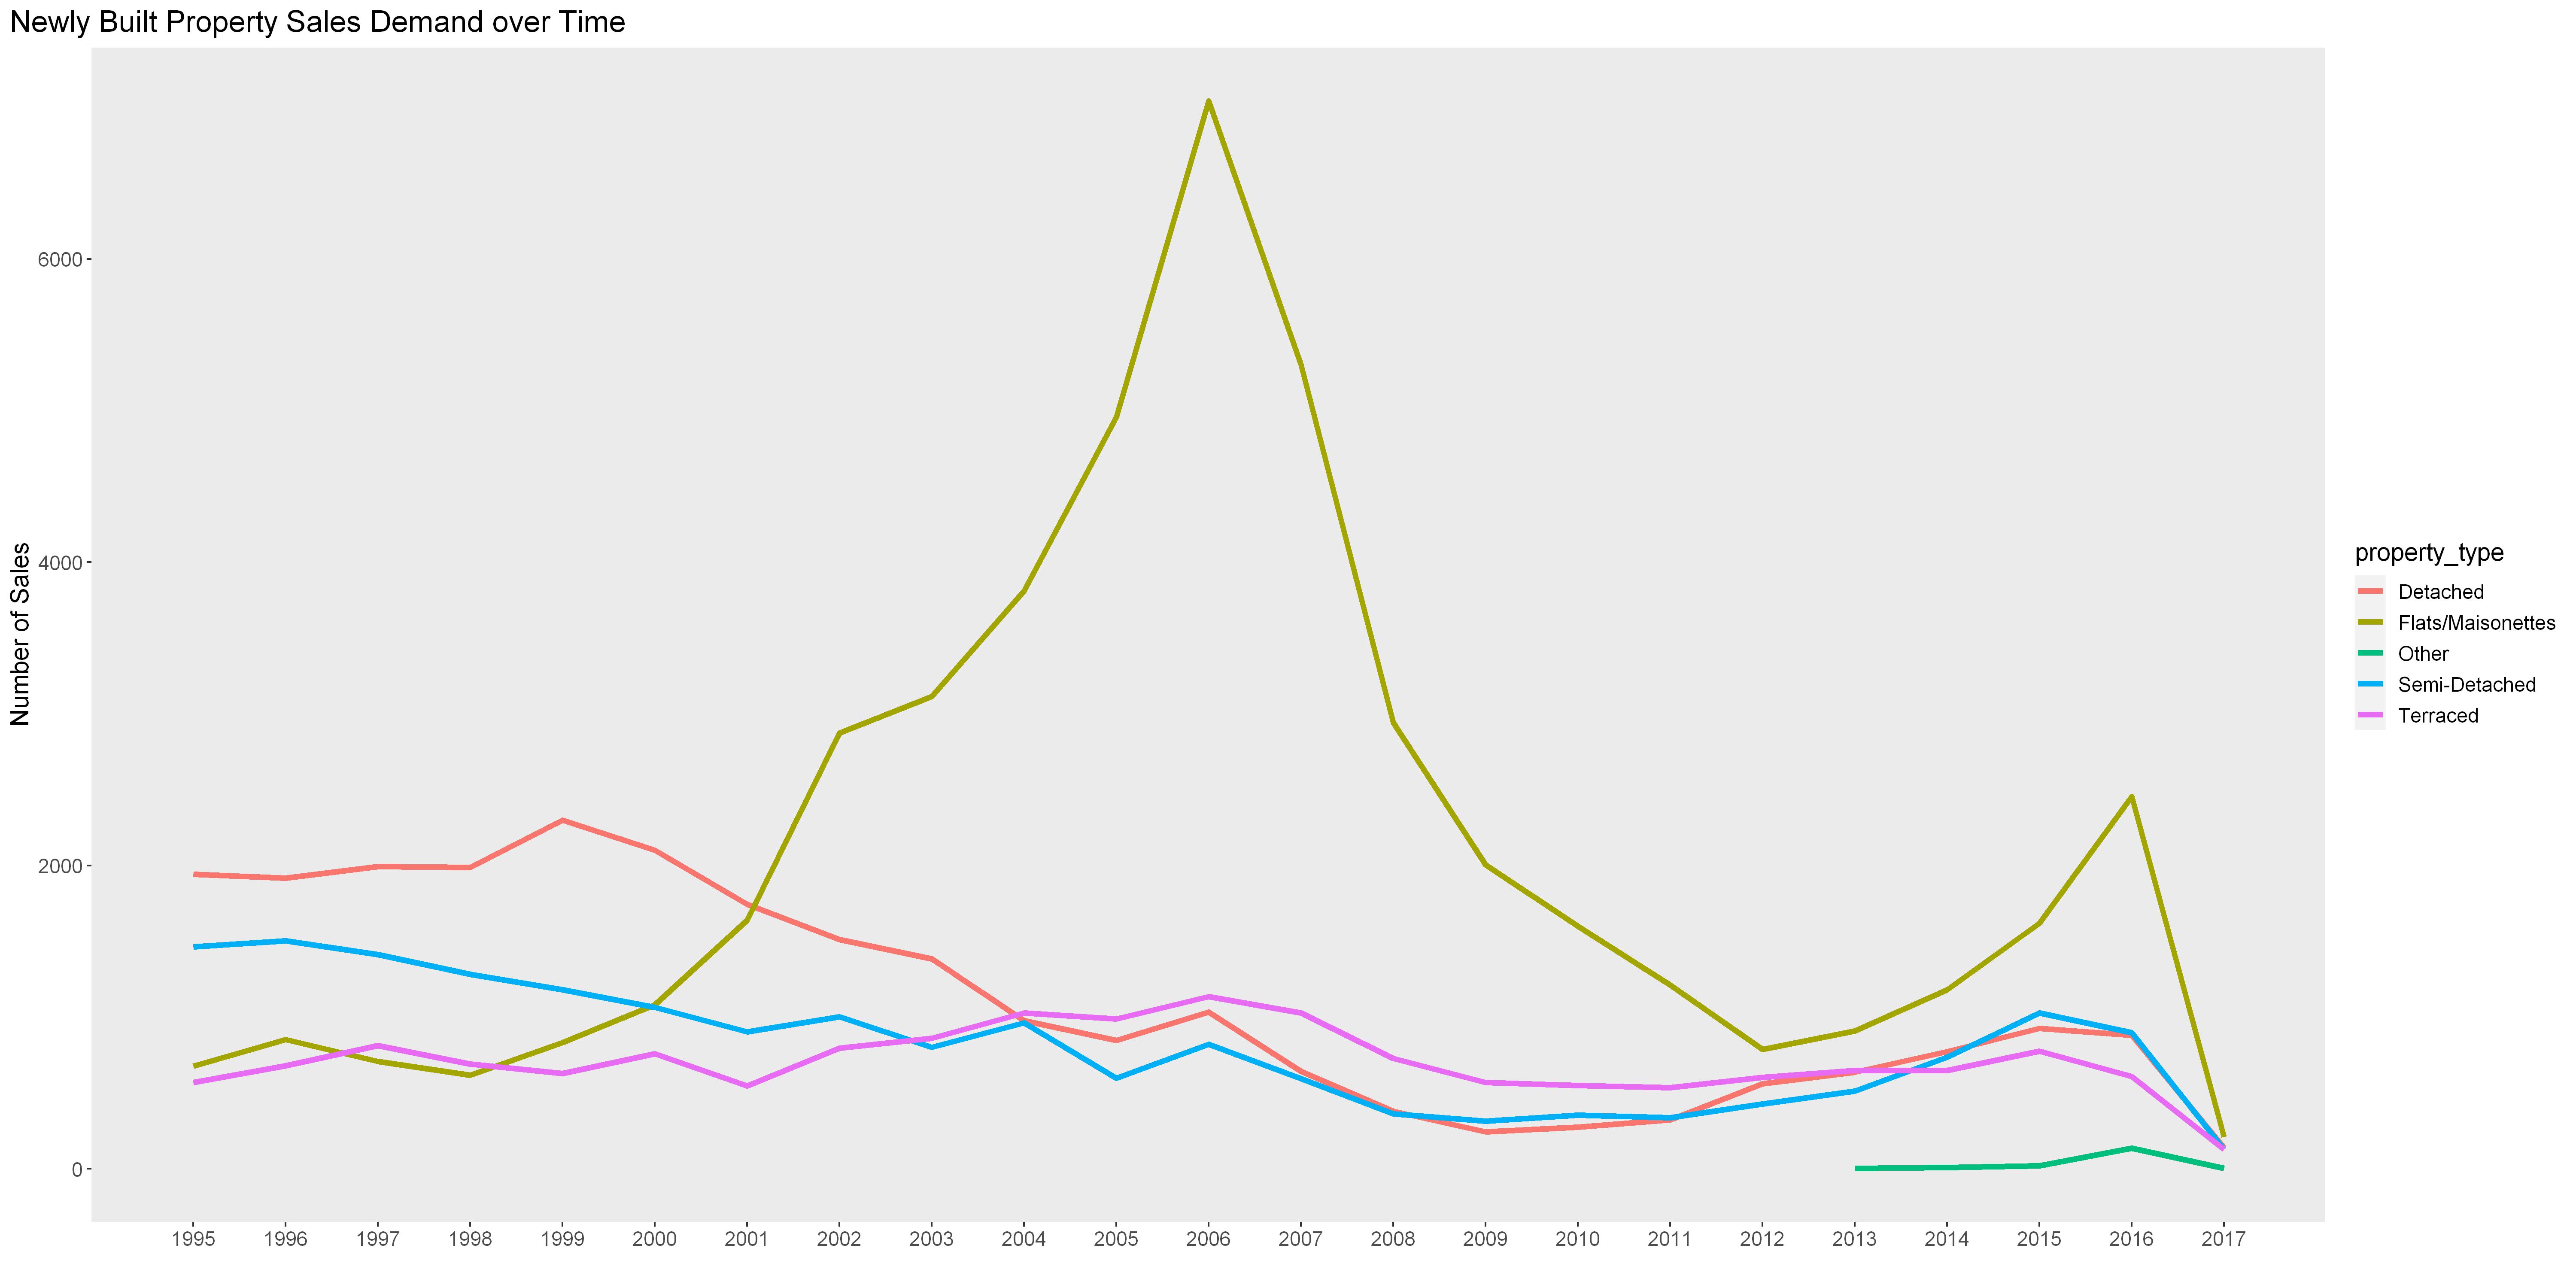 Newly Built Property Sales Demand over Time
Number of Sales
6000
4000
2000
0
1995 1996 1997 1998 1999 2000 2001 2002 2003 2004 2005 2006 2007 2008 2009 2010 2011 2012 2013 2014 2015 2016 2017
property_type
Detached
Flats/Maisonettes
Other
Semi-Detached
Terraced